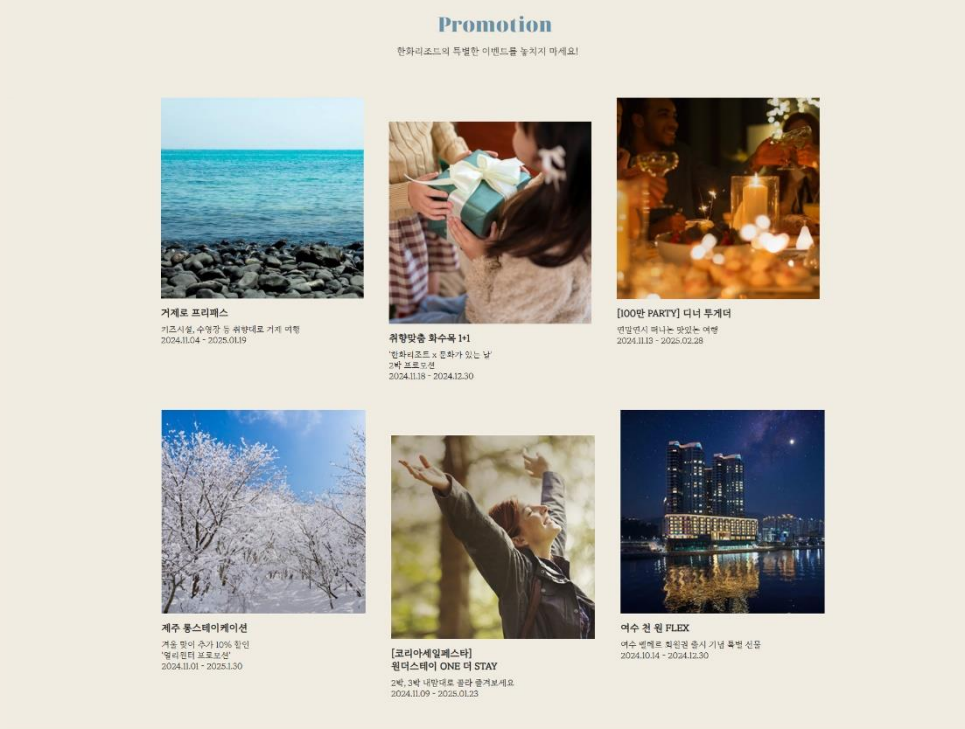 Promotion
한화리조트의 특별한 이벤트를 놓치지 마세요!
거제로 프리패스
키즈시설, 수영장 등 취향대로 거제 여행
2024.11.04 - 2025.01.19
취향맞춤 화수목 1+1
'한화리조트 x 문화가 있는 날'
2박 프로모션
2024.11.18 - 2024.12.30
[100만 PARTY] 디너 투게더
연말연시 떠나는 맛있는 여행
2024.11.13 - 2025.02.28
제주 롱스테이케이션
겨울 맞이 추가 10% 할인
'얼리윈터 프로모션'
2024.11.01 - 2025.1.30
[코리아세일페스타]
원더스테이 ONE 더 STAY
2박, 3박 내맘대로 골라 즐겨보세요
2024.11.09 - 2025.01.23
여수 천 원 FLEX
여수 벨메르 회원권 출시 기념 특별 선물
2024.10.14 - 2024.12.30